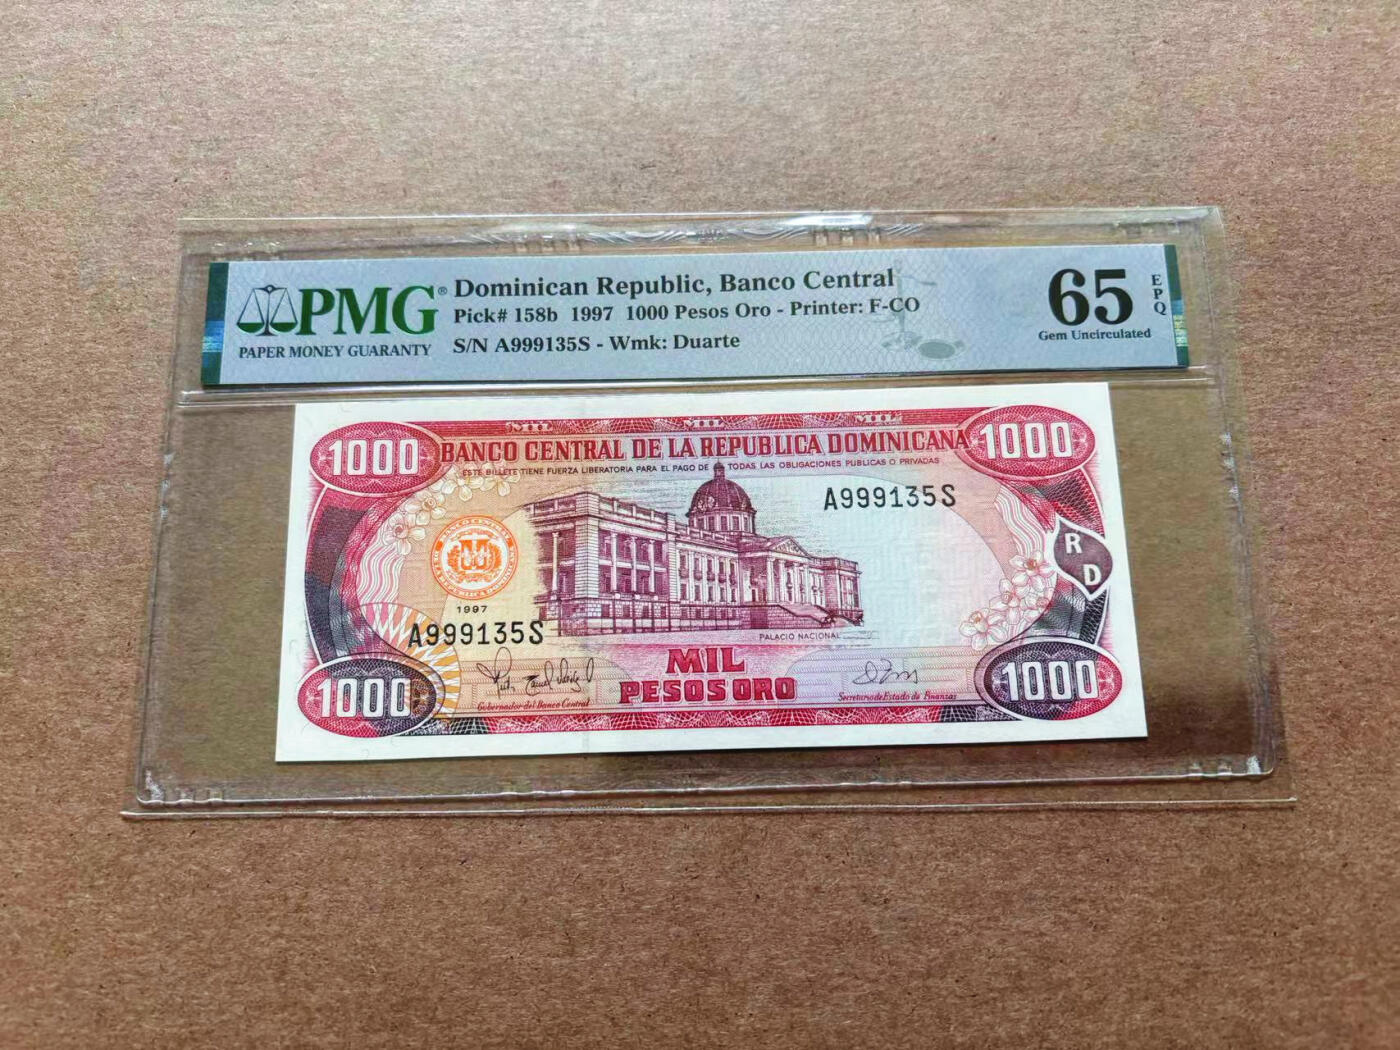 PMG®
PAPER MONEY GUARANTY
Dominican Republic, Banco Central
Pick# 158b 1997 1000 Pesos Oro - Printer: F-CO
S/N A999135S - Wmk: Duarte
65
EPQ
Gem Uncirculated
MIL MIL MIL
1000
BANCO CENTRAL DE LA REPUBLICA DOMINICANA
1000
ESTE BILLETE TIENE FUERZA LIBERATORIA PARA EL PAGO DE TODAS LAS OBLIGACIONES PUBLICAS O PRIVADAS
A999135S
R
D
1997
A999135S
PALACIO NACIONAL
MIL
PESOS ORO
1000
Gobernador del Banco Central
Secretario de Estado de Finanzas
1000